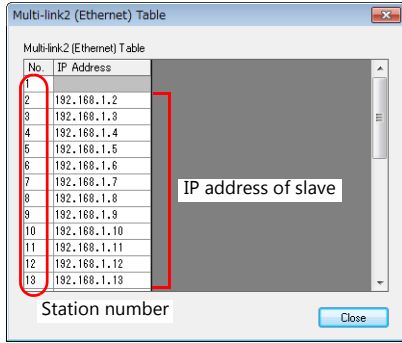 Multi-link2 (Ethernet) Table
Multi-link2 (Ethernet) Table
No. IP Address
1
2 192.168.1.2
3 192.168.1.3
4 192.168.1.4
5 192.168.1.5
6 192.168.1.6
7 192.168.1.7
8 192.168.1.8
9 192.168.1.9
10 192.168.1.10
11 192.168.1.11
12 192.168.1.12
13 192.168.1.13
IP address of slave
Station number
Close